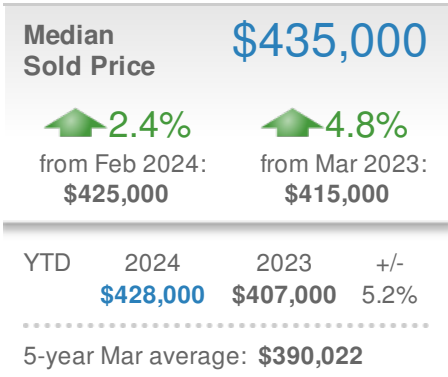 Median
Sold Price
$435,000
2.4%
4.8%
from Feb 2024:
from Mar 2023:
$425,000
$415,000
YTD 2024 2023 +/-
$428,000 $407,000 5.2%
5-year Mar average: $390,022